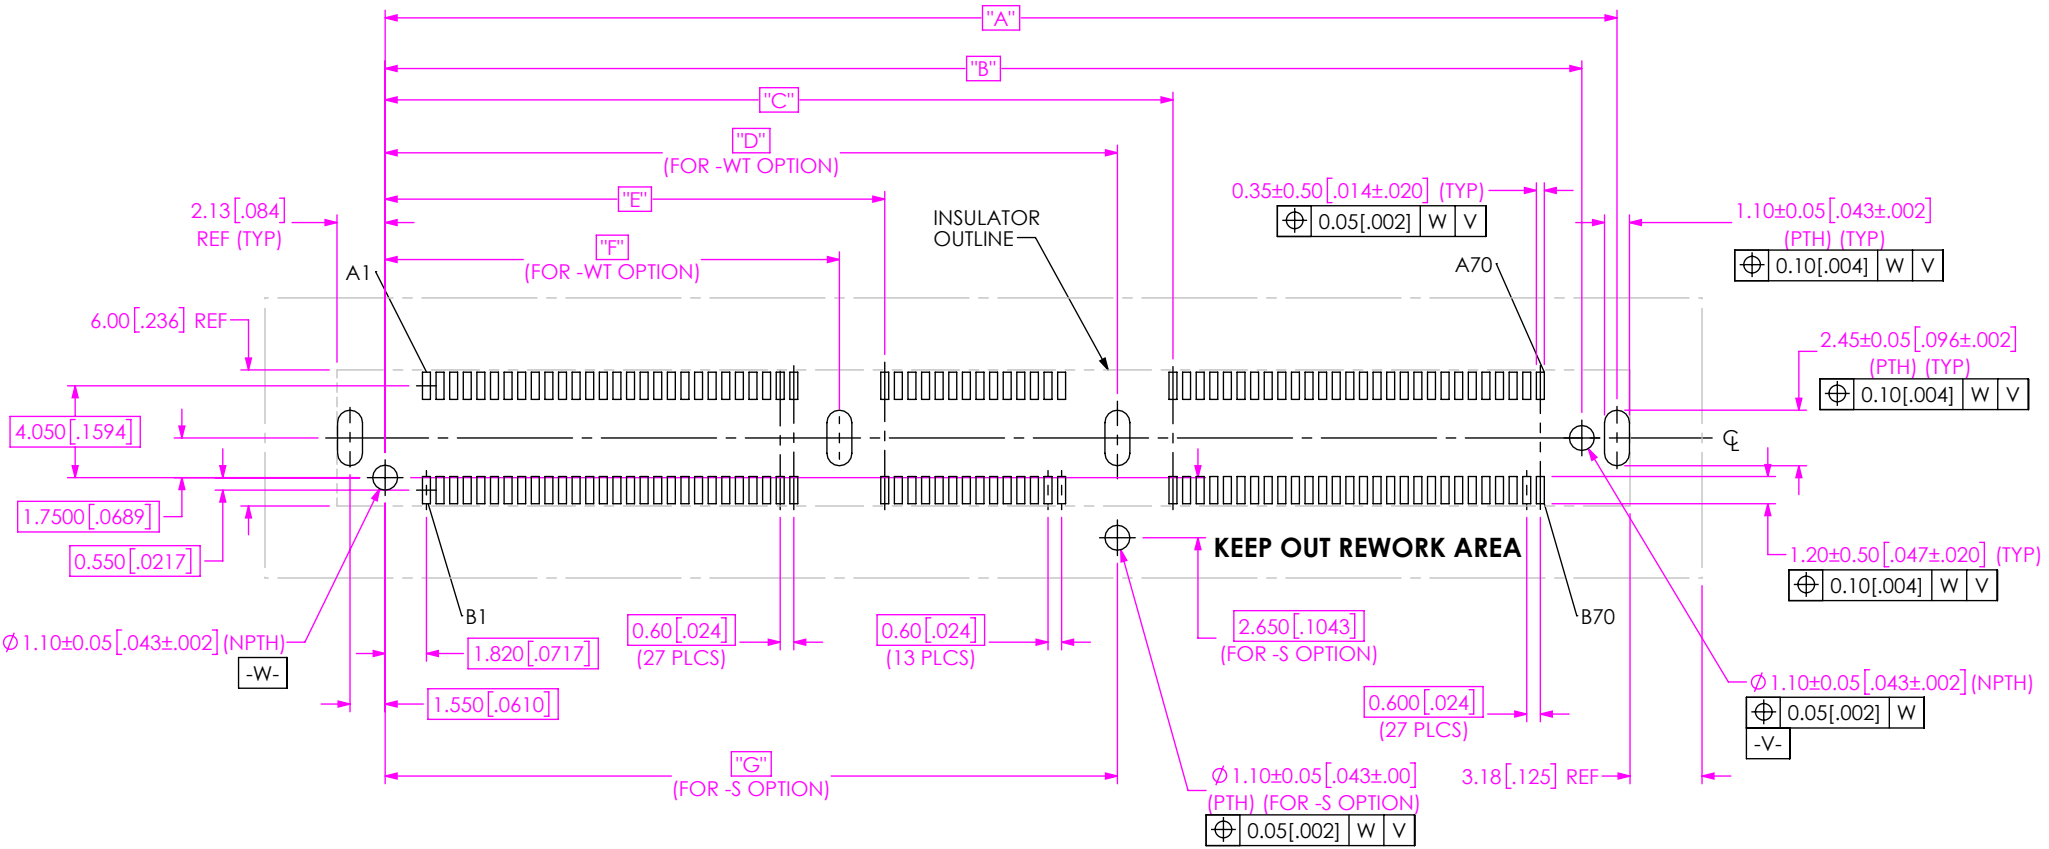 "A"
"B"
"C"
"D"
(FOR -WT OPTION)
"E"
"F"
(FOR -WT OPTION)
2.13[.084]
REF (TYP)
A1
INSULATOR
OUTLINE
0.35±0.50[.014±.020] (TYP)
⌖ 0.05[.002] W V
A70
1.10±0.05[.043±.002]
(PTH) (TYP)
⌖ 0.10[.004] W V
6.00[.236] REF
2.45±0.05[.096±.002]
(PTH) (TYP)
⌖ 0.10[.004] W V
4.050[.1594]
℄
1.7500[.0689]
0.550[.0217]
KEEP OUT REWORK AREA
1.20±0.50[.047±.020] (TYP)
⌖ 0.10[.004] W V
B1
B70
Ø1.10±0.05[.043±.002](NPTH)
-W-
1.820[.0717]
0.60[.024]
(27 PLCS)
0.60[.024]
(13 PLCS)
2.650[.1043]
(FOR -S OPTION)
1.550[.0610]
0.600[.024]
(27 PLCS)
Ø1.10±0.05[.043±.002](NPTH)
⌖ 0.05[.002] W
-V-
"G"
(FOR -S OPTION)
Ø1.10±0.05[.043±.00]
(PTH) (FOR -S OPTION)
⌖ 0.05[.002] W V
3.18[.125] REF